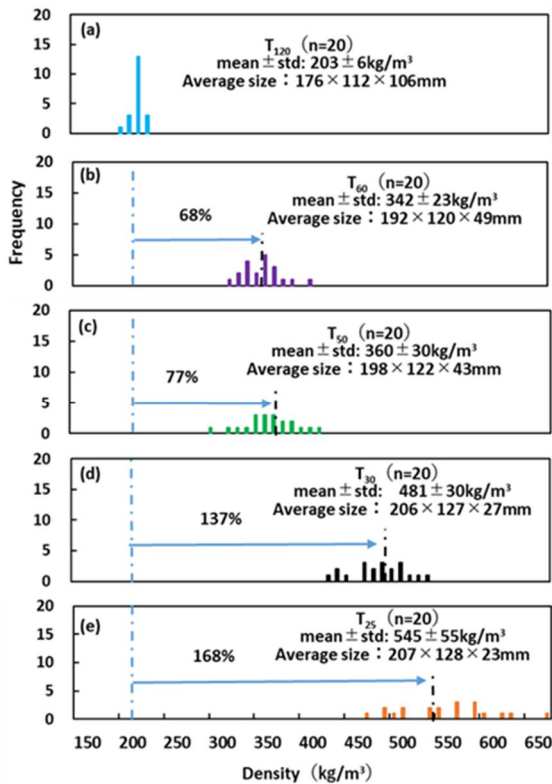 20
15
10
5
0
(a)
T120 (n=20)
mean±std: 203±6kg/m³
Average size：176×112×106mm
20
15
10
5
0
(b)
T60 (n=20)
mean±std: 342±23kg/m³
Average size：192×120×49mm
68%
20
15
10
5
0
(c)
T50 (n=20)
mean±std: 360±30kg/m³
Average size：198×122×43mm
77%
20
15
10
5
0
(d)
T30 (n=20)
mean±std: 481±30kg/m³
Average size：206×127×27mm
137%
20
15
10
5
0
(e)
T25 (n=20)
mean±std: 545±55kg/m³
Average size：207×128×23mm
168%
Frequency
150 200 250 300 350 400 450 500 550 600 650
Density (kg/m³)